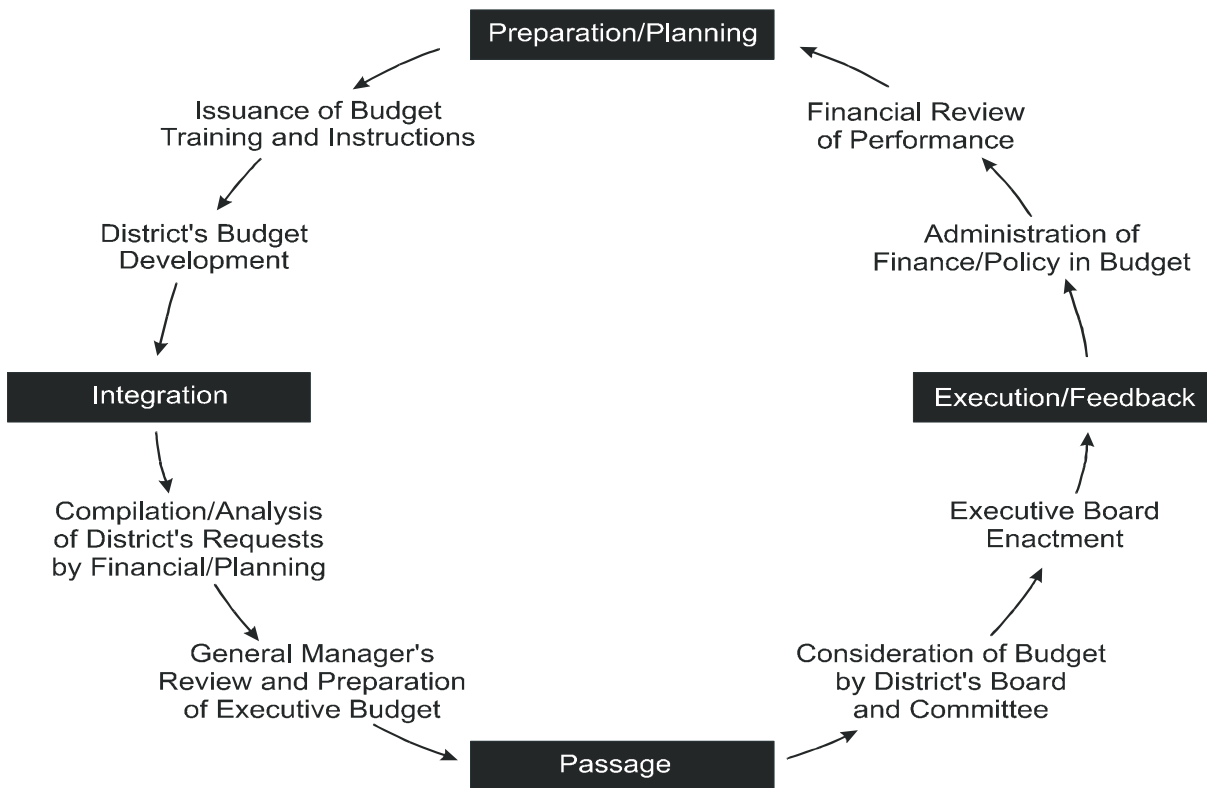 Preparation/Planning
Issuance of Budget
Training and Instructions
District's Budget
Development
Integration
Compilation/Analysis
of District's Requests
by Financial/Planning
General Manager's
Review and Preparation
of Executive Budget
Passage
Consideration of Budget
by District's Board
and Committee
Executive Board
Enactment
Execution/Feedback
Administration of
Finance/Policy in Budget
Financial Review
of Performance